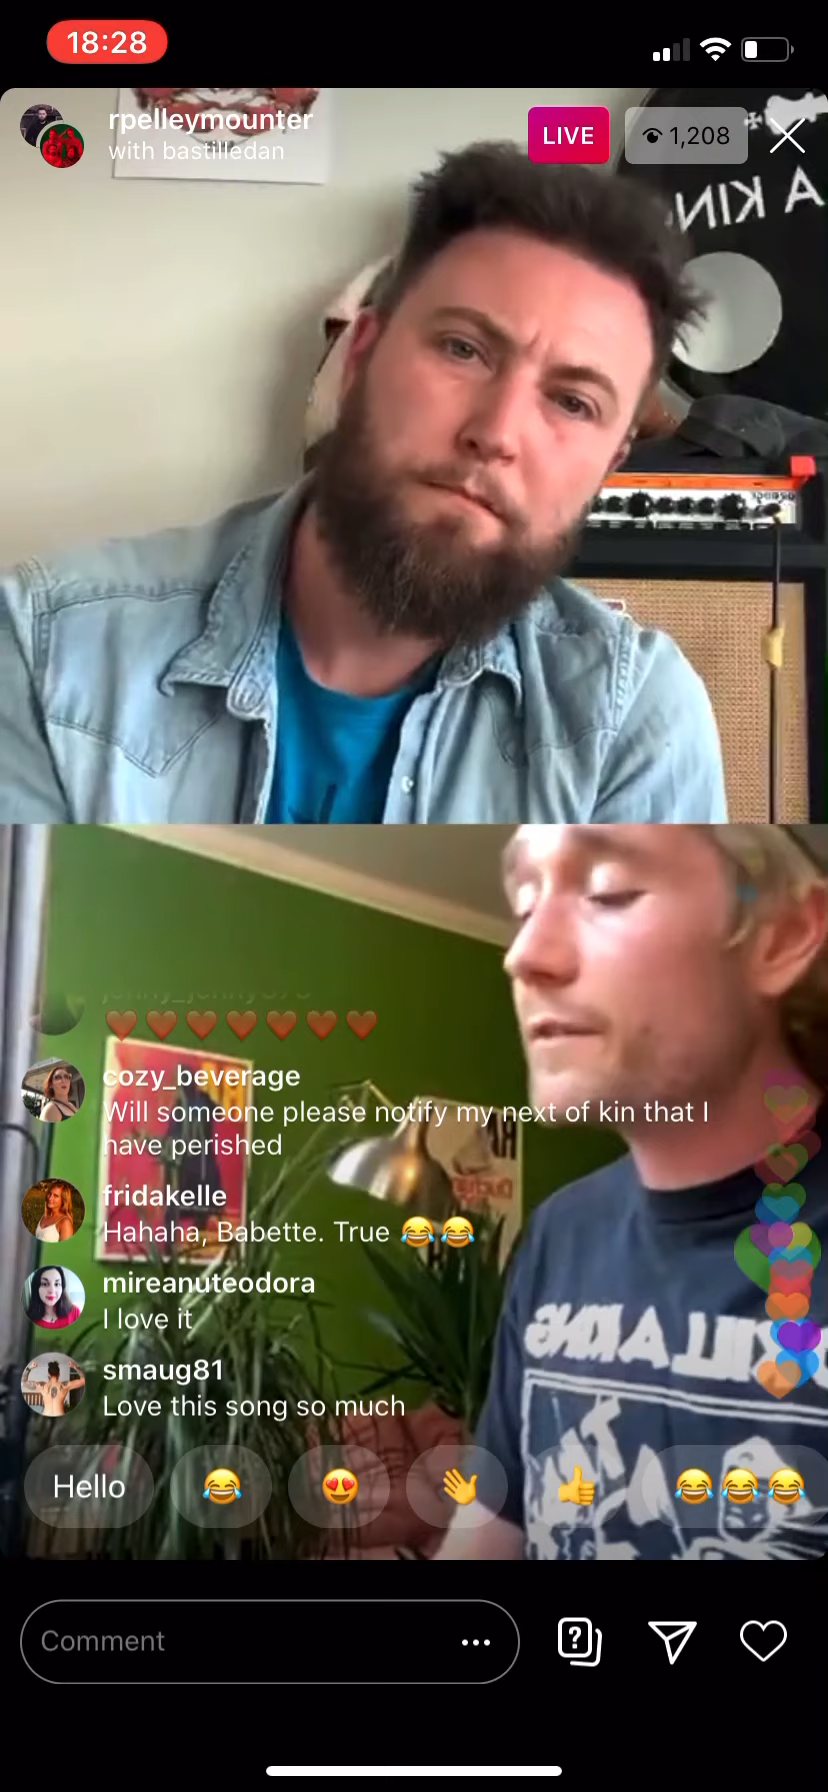 18:28
rpelleymounter
with bastilledan
LIVE
1,208
A KIN
cozy_beverage
Will someone please notify my next of kin that I
have perished
fridakelle
Hahaha, Babette. True 😂😂
mireanuteodora
I love it
smaug81
Love this song so much
Hello
Comment